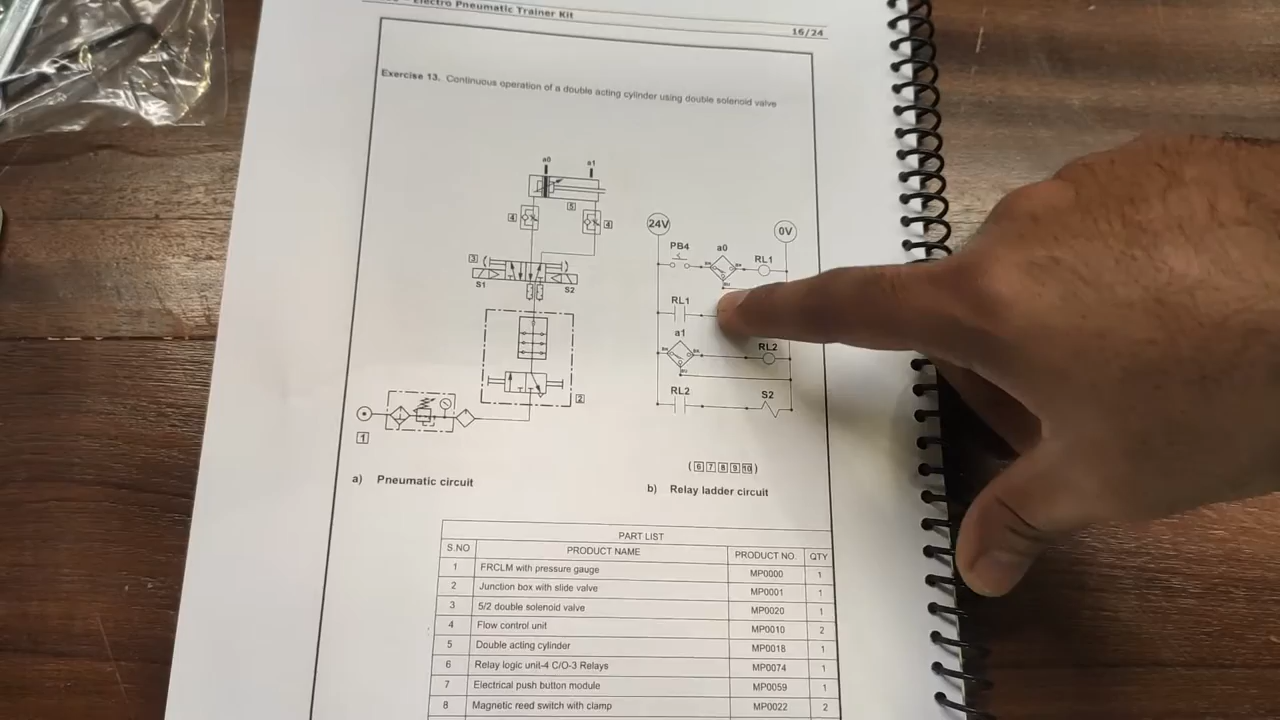 Electro Pneumatic Trainer Kit
16/24
Exercise 13. Continuous operation of a double acting cylinder using double solenoid valve
a0 a1
5
4 4
3
S1 S2
2
1
24V 0V
PB4 a0 RL1
RL1
a1 RL2
RL2 S2
(6 7 8 9 10)
a) Pneumatic circuit
b) Relay ladder circuit
PART LIST
S.NO PRODUCT NAME PRODUCT NO. QTY
1 FRCLM with pressure gauge MP0000 1
2 Junction box with slide valve MP0001 1
3 5/2 double solenoid valve MP0020 1
4 Flow control unit MP0010 2
5 Double acting cylinder MP0018 1
6 Relay logic unit-4 C/O-3 Relays MP0074 1
7 Electrical push button module MP0059 1
8 Magnetic reed switch with clamp MP0022 2